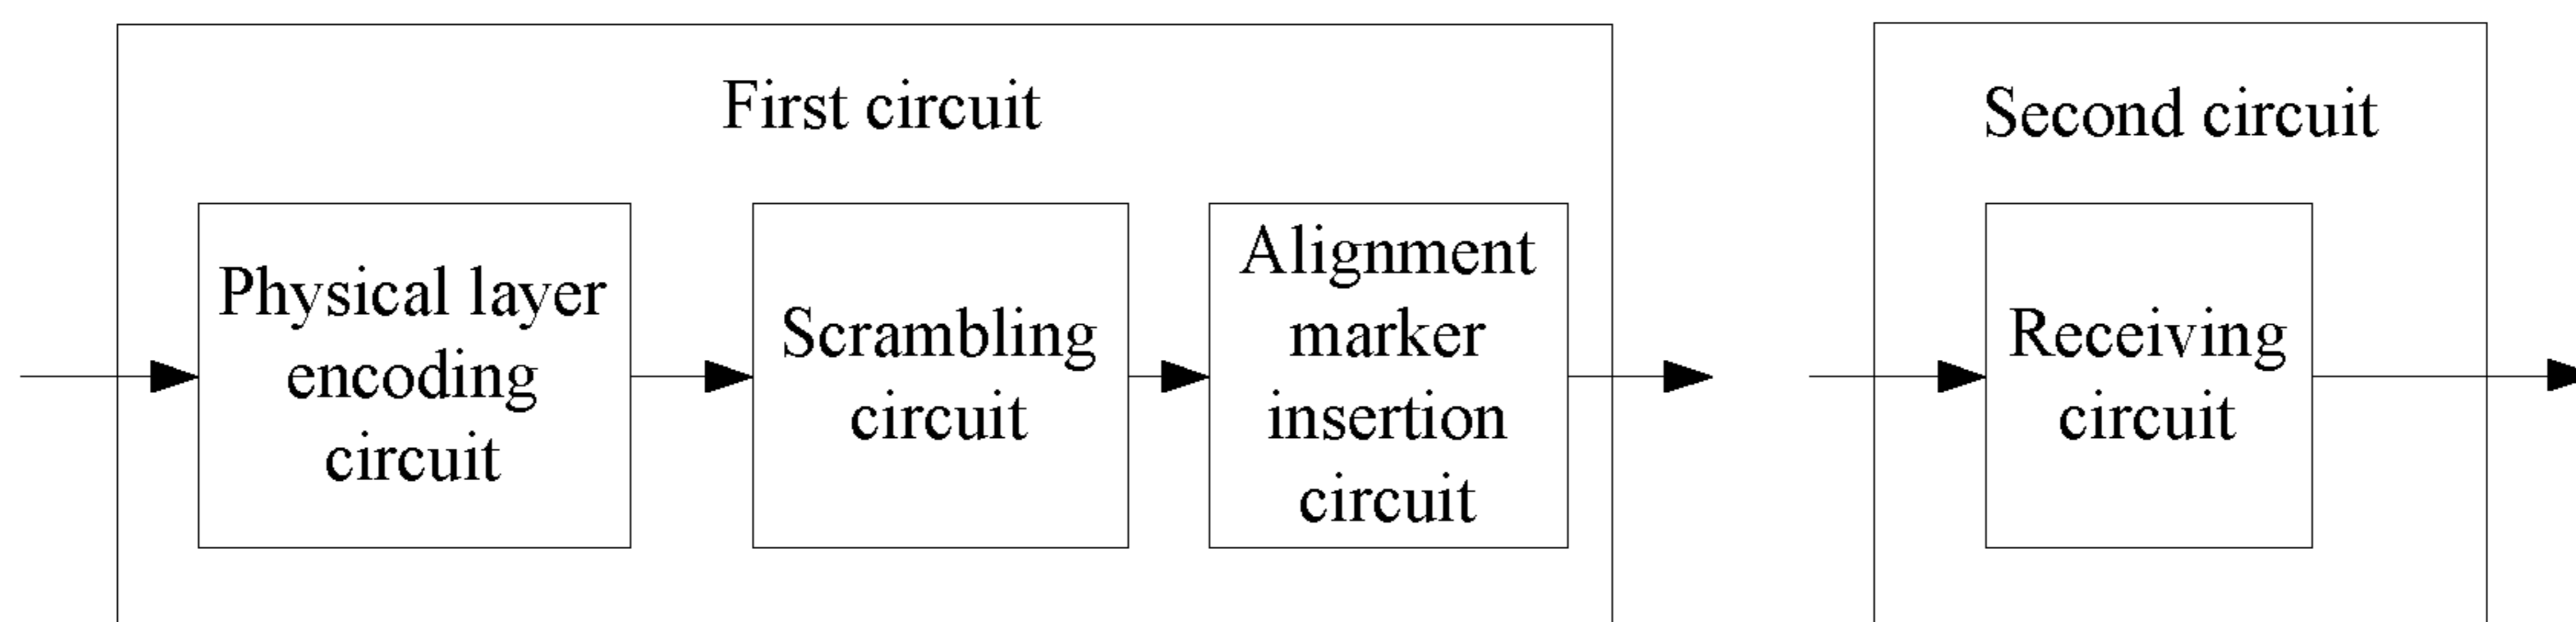 First circuit
Physical layer
encoding
circuit
Scrambling
circuit
Alignment
marker
insertion
circuit
Second circuit
Receiving
circuit